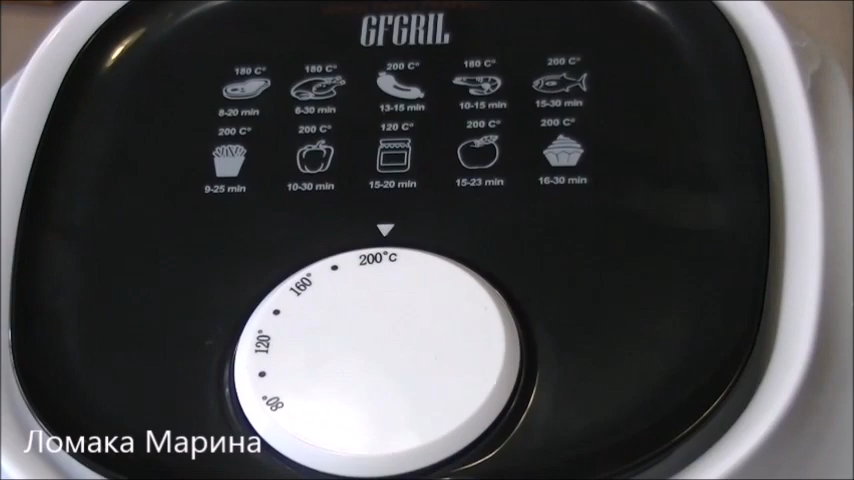 GFGRIL
180 C° 180 C° 200 C° 180 C° 200 C°
8-20 min 6-30 min 13-15 min 10-15 min 15-30 min
200 C° 200 C° 120 C° 200 C° 200 C°
9-25 min 10-30 min 15-20 min 15-23 min 16-30 min
200°C
160°
120°
80°
Ломака Марина